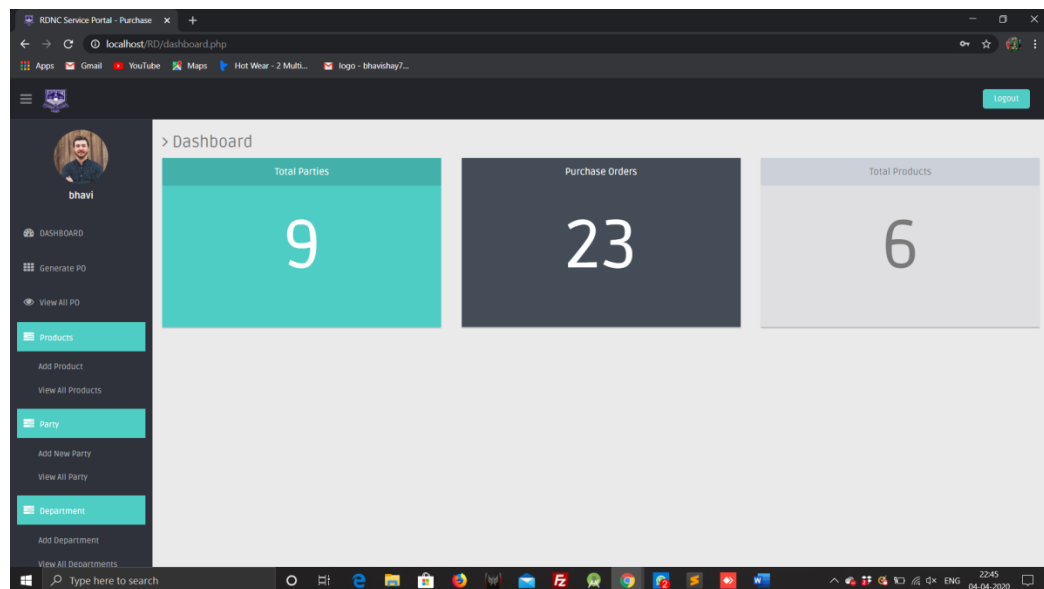 RDNC Service Portal - Purchase
localhost/RD/dashboard.php
Apps Gmail YouTube Maps Hot Wear - 2 Multi... logo - bhavishay7...
Logout
bhavi
DASHBOARD
Generate PO
View All PO
Products
Add Product
View All Products
Party
Add New Party
View All Party
Department
Add Department
View All Departments
> Dashboard
Total Parties
9
Purchase Orders
23
Total Products
6
Type here to search
ENG
22:45
04-04-2020